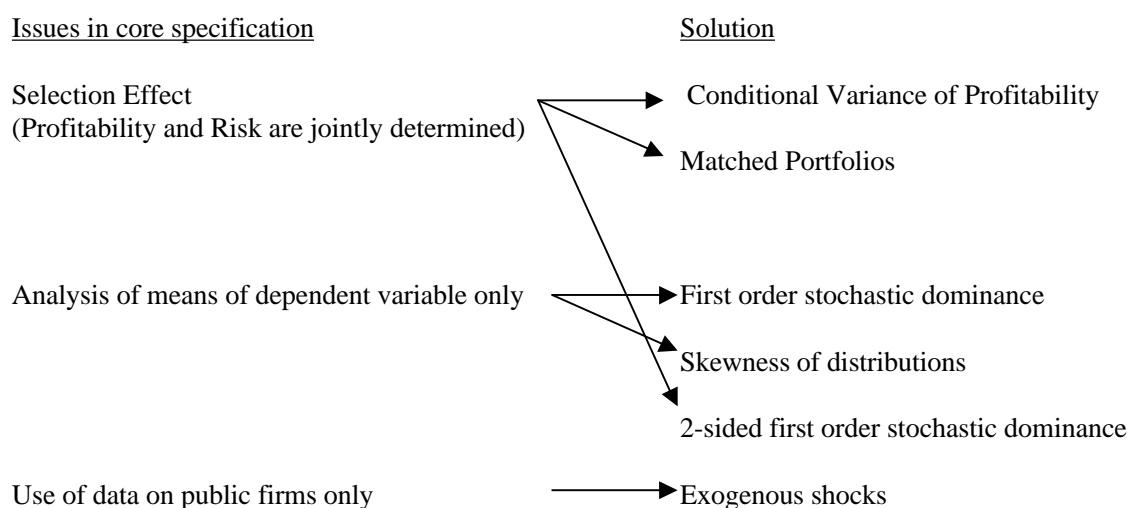 Issues in core specification
Solution
Selection Effect
(Profitability and Risk are jointly determined)
Conditional Variance of Profitability
Matched Portfolios
Analysis of means of dependent variable only
First order stochastic dominance
Skewness of distributions
2-sided first order stochastic dominance
Use of data on public firms only
Exogenous shocks